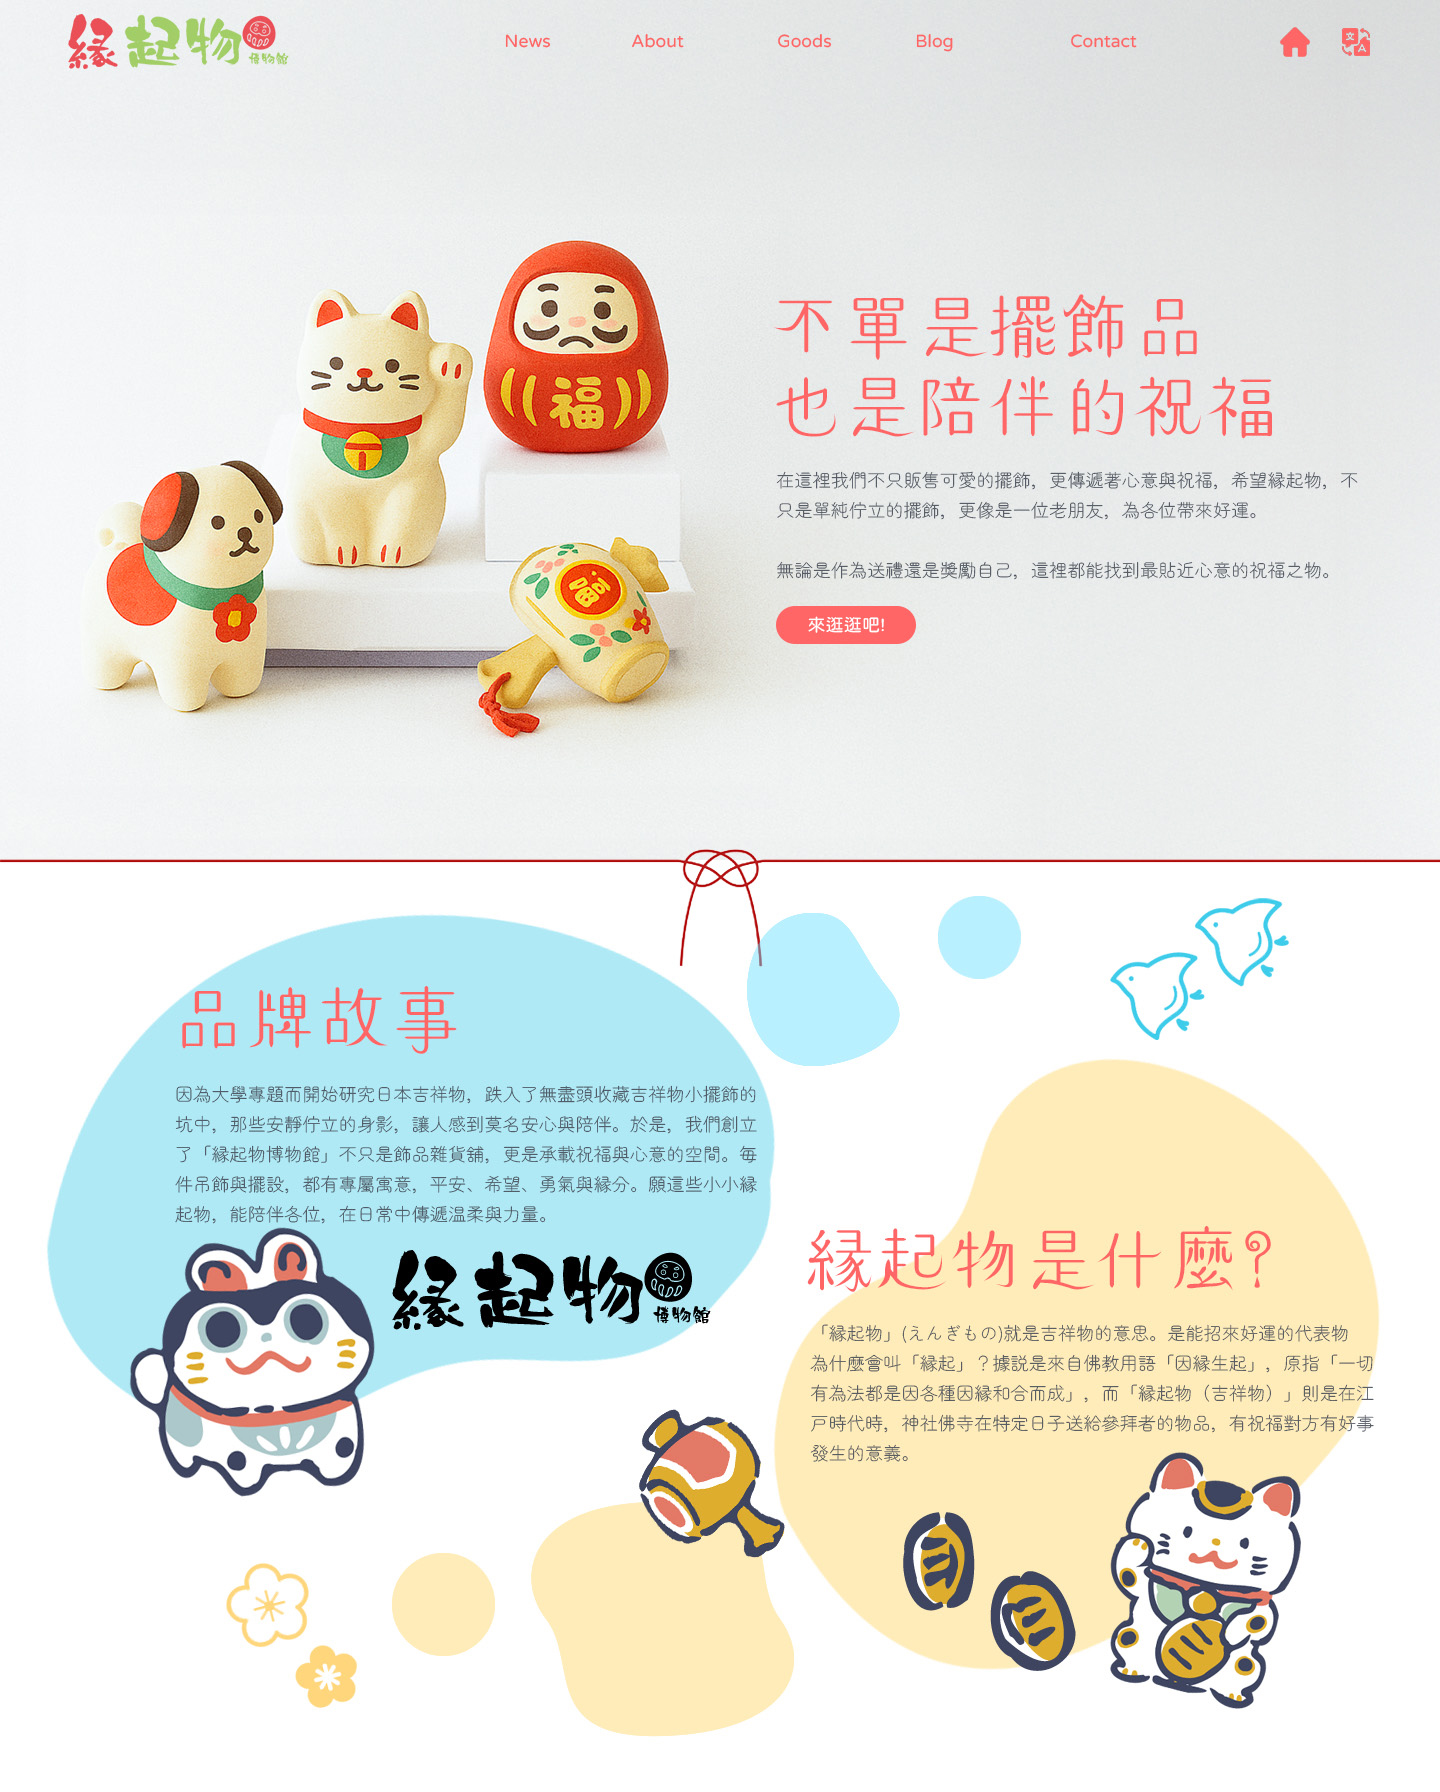 縁起物
博物館
News
About
Goods
Blog
Contact
文
A
福
福
不單是擺飾品
也是陪伴的祝福
在這裡我們不只販售可愛的擺飾，更傳遞著心意與祝福，希望緣起物，不
只是單純佇立的擺飾，更像是一位老朋友，為各位帶來好運。
無論是作為送禮還是獎勵自己，這裡都能找到最貼近心意的祝福之物。
來逛逛吧!
品牌故事
因為大學專題而開始研究日本吉祥物，跌入了無盡頭收藏吉祥物小擺飾的
坑中，那些安靜佇立的身影，讓人感到莫名安心與陪伴。於是，我們創立
了「緣起物博物館」不只是飾品雜貨舖，更是承載祝福與心意的空間。每
件吊飾與擺設，都有專屬寓意，平安、希望、勇氣與緣分。願這些小小緣
起物，能陪伴各位，在日常中傳遞温柔與力量。
縁起物
博物館
緣起物是什麼?
「緣起物」(えんぎもの)就是吉祥物的意思。是能招來好運的代表物
為什麼會叫「緣起」？據說是來自佛教用語「因緣生起」，原指「一切
有為法都是因各種因緣和合而成」，而「緣起物（吉祥物）」則是在江
戸時代時，神社佛寺在特定日子送給參拜者的物品，有祝福對方有好事
發生的意義。